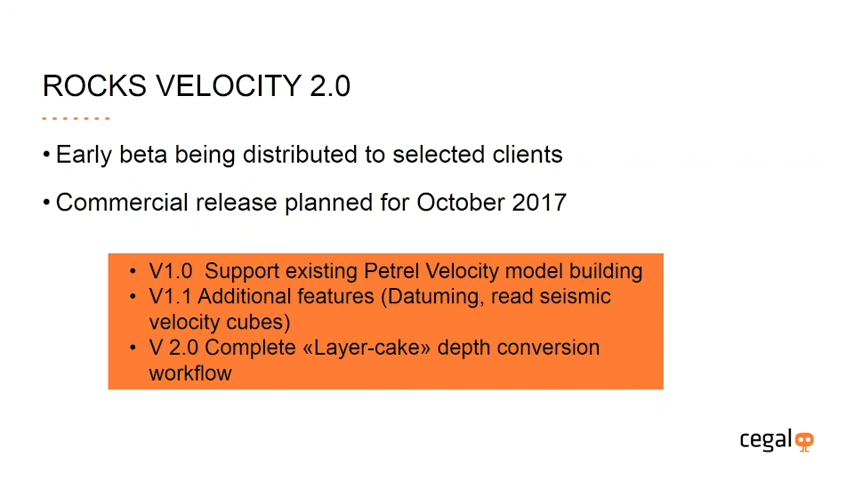 ROCKS VELOCITY 2.0
• Early beta being distributed to selected clients
• Commercial release planned for October 2017
• V1.0 Support existing Petrel Velocity model building
• V1.1 Additional features (Datuming, read seismic
velocity cubes)
• V 2.0 Complete «Layer-cake» depth conversion
workflow
cegal